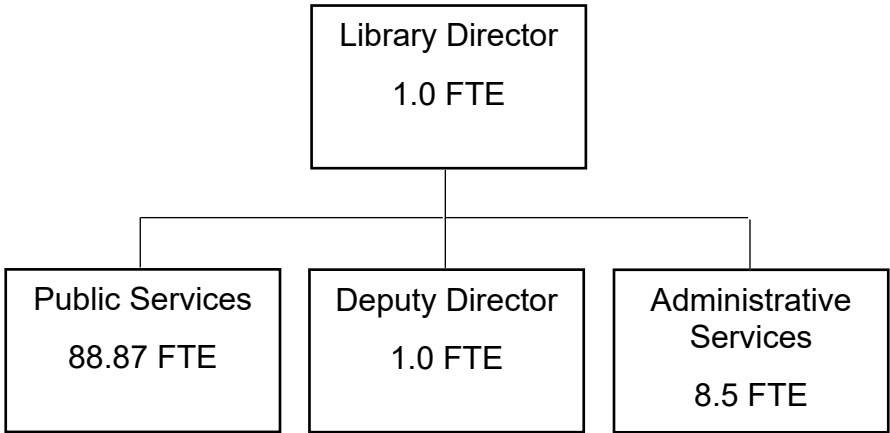 Library Director
1.0 FTE
Public Services
88.87 FTE
Deputy Director
1.0 FTE
Administrative
Services
8.5 FTE